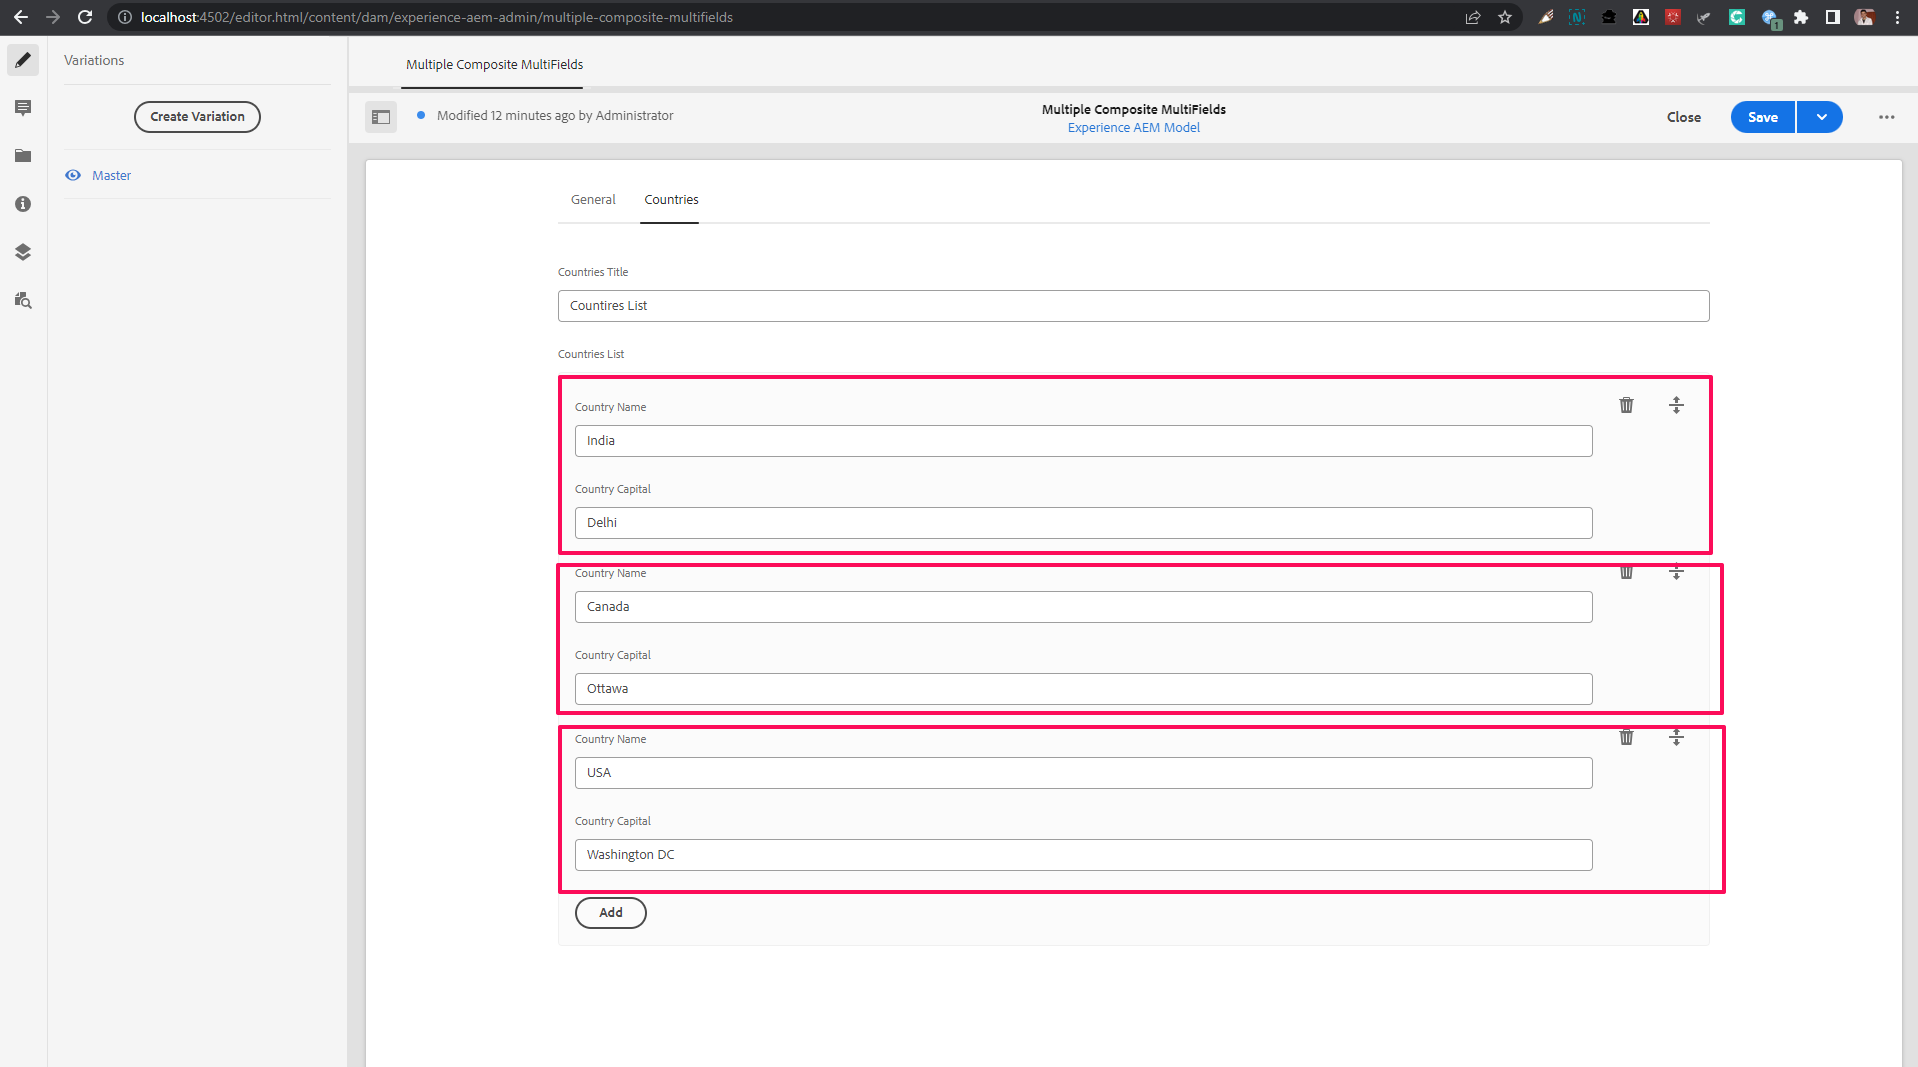 localhost:4502/editor.html/content/dam/experience-aem-admin/multiple-composite-multifields
1
Variations
Multiple Composite MultiFields
Create Variation
Modified 12 minutes ago by Administrator
Multiple Composite MultiFields
Experience AEM Model
Close
Save
Master
General
Countries
Countries Title
Countires List
Countries List
Country Name
India
Country Capital
Delhi
Country Name
Canada
Country Capital
Ottawa
Country Name
USA
Country Capital
Washington DC
Add